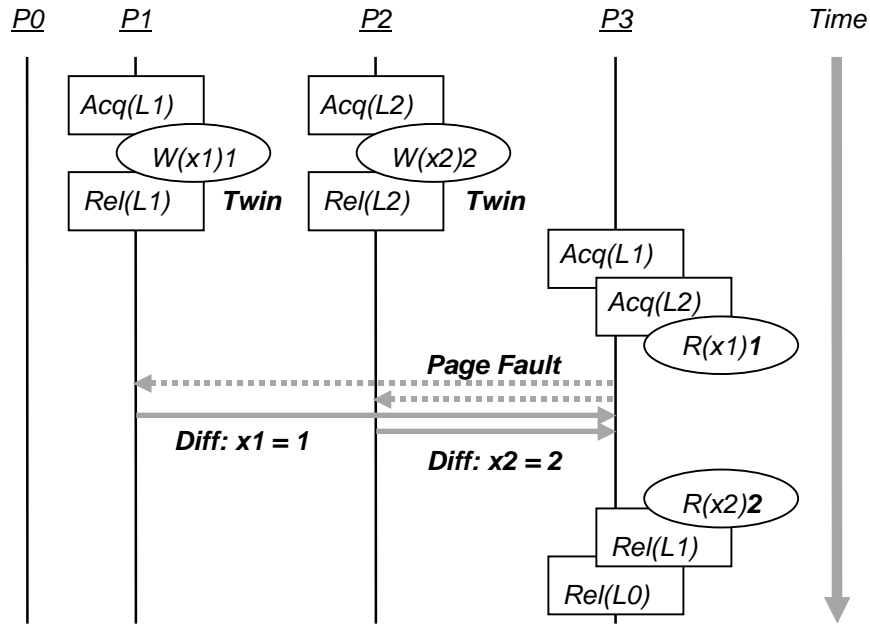 P0 P1 P2 P3 Time
Acq(L1) Acq(L2)
W(x1)1 W(x2)2
Rel(L1) Twin Rel(L2) Twin
Acq(L1)
Acq(L2)
R(x1)1
Page Fault
Diff: x1 = 1
Diff: x2 = 2
R(x2)2
Rel(L1)
Rel(L0)